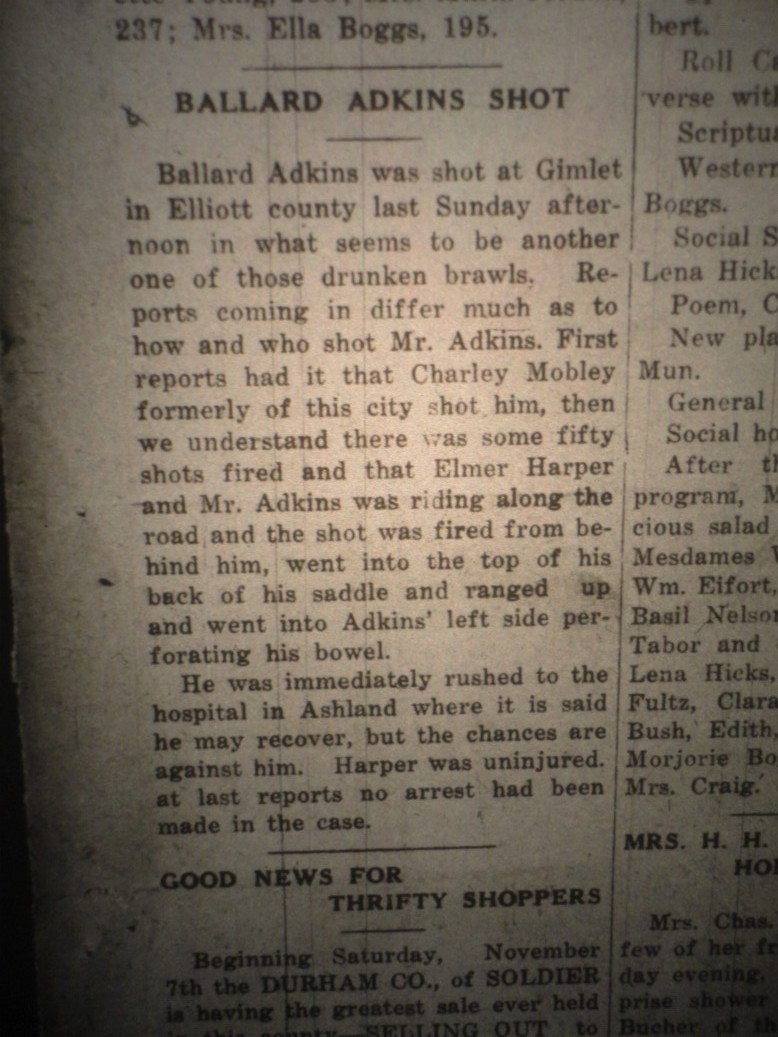 237; Mrs. Ella Boggs, 195.
BALLARD ADKINS SHOT
Ballard Adkins was shot at Gimlet
in Elliott county last Sunday after-
noon in what seems to be another
one of those drunken brawls. Re-
ports coming in differ much as to
how and who shot Mr. Adkins. First
reports had it that Charley Mobley
formerly of this city shot him, then
we understand there was some fifty
shots fired and that Elmer Harper
and Mr. Adkins was riding along the
road and the shot was fired from be-
hind him, went into the top of his
back of his saddle and ranged up
and went into Adkins' left side per-
forating his bowel.
He was immediately rushed to the
hospital in Ashland where it is said
he may recover, but the chances are
against him. Harper was uninjured.
at last reports no arrest had been
made in the case.
GOOD NEWS FOR
THRIFTY SHOPPERS
Beginning Saturday, November
7th the DURHAM CO., of SOLDIER
is having the greatest sale ever held
in this county SELLING OUT to
bert.
Roll
verse
Western
Boggs.
Social
Lena
Poem,
New
Mun.
General
Social
After
program,
cious salad
Mesdames
Wm. Eifort,
Basil
Tabor and
Lena Hicks,
Fultz, Clara
Bush, Edith,
Morjorie
Mrs. Craig.
MRS. H. H.
Mrs. Chas.
few of her
day evening,
prise shower
Bucher of